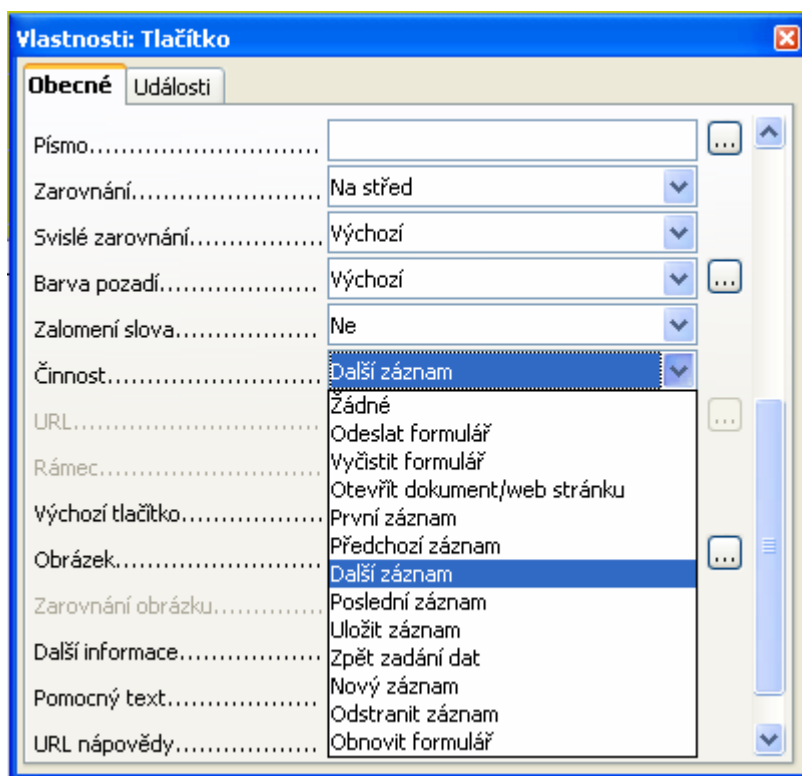 Vlastnosti: Tlačítko
Obecné Události
Písmo............................. ...
Zarovnání........................ Na střed
Svislé zarovnání................. Výchozí
Barva pozadí.................... Výchozí ...
Zalomení slova.................. Ne
Činnost........................... Další záznam
Žádné
URL................................ Odeslat formulář ...
Vyčistit formulář
Rámec............................ Otevřít dokument/web stránku
Výchozí tlačítko.................. První záznam
Předchozí záznam
Obrázek.......................... Další záznam ...
Zarovnání obrázku............. Poslední záznam
Uložit záznam
Další informace.................. Zpět zadání dat
Pomocný text................... Nový záznam
Odstranit záznam
URL nápovědy.................. Obnovit formulář